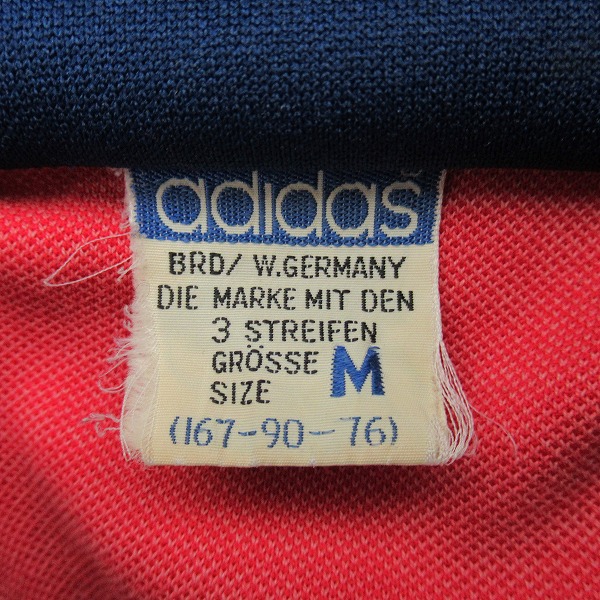 adidas
BRD/ W.GERMANY
DIE MARKE MIT DEN
3 STREIFEN
GRÖSSE M
SIZE
(167-90-76)